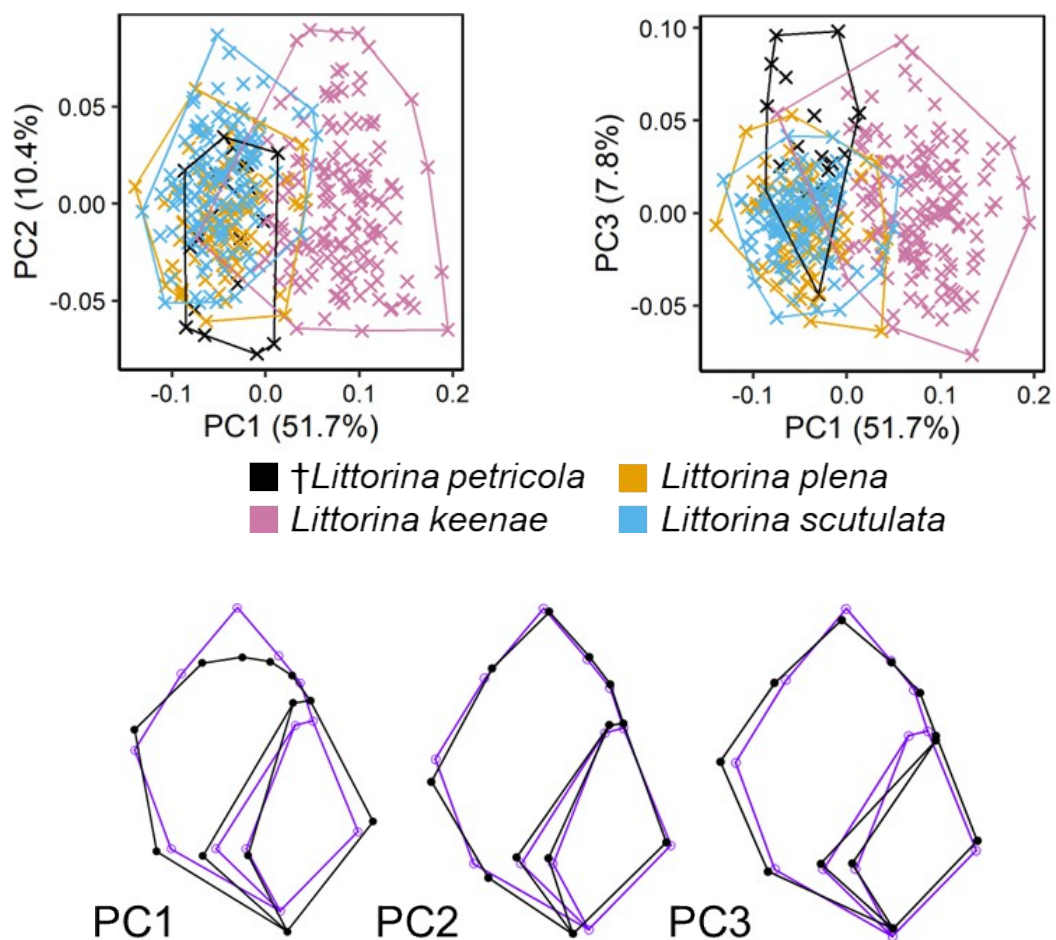 PC2 (10.4%)
0.05
0.00
-0.05
-0.1
0.0
0.1
0.2
PC1 (51.7%)
PC3 (7.8%)
0.10
0.05
0.00
-0.05
-0.1
0.0
0.1
0.2
PC1 (51.7%)
†Littorina petricola
Littorina plena
Littorina keenae
Littorina scutulata
PC1
PC2
PC3